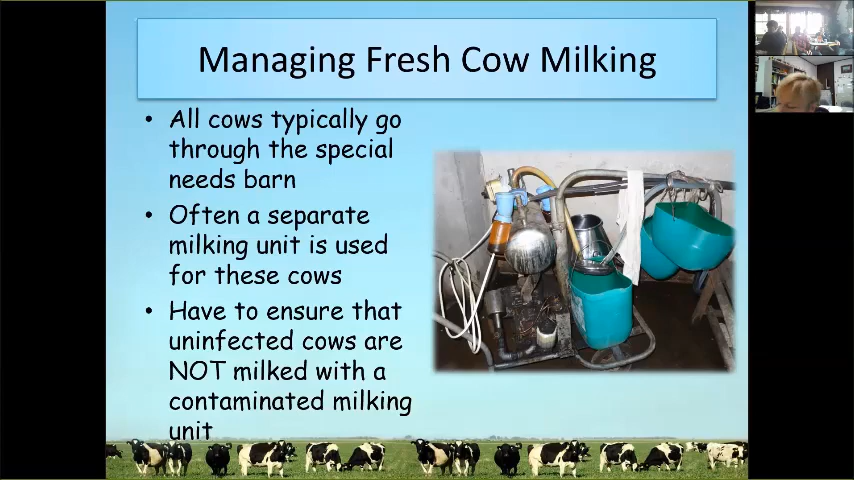 Managing Fresh Cow Milking
• All cows typically go
through the special
needs barn
• Often a separate
milking unit is used
for these cows
• Have to ensure that
uninfected cows are
NOT milked with a
contaminated milking
unit